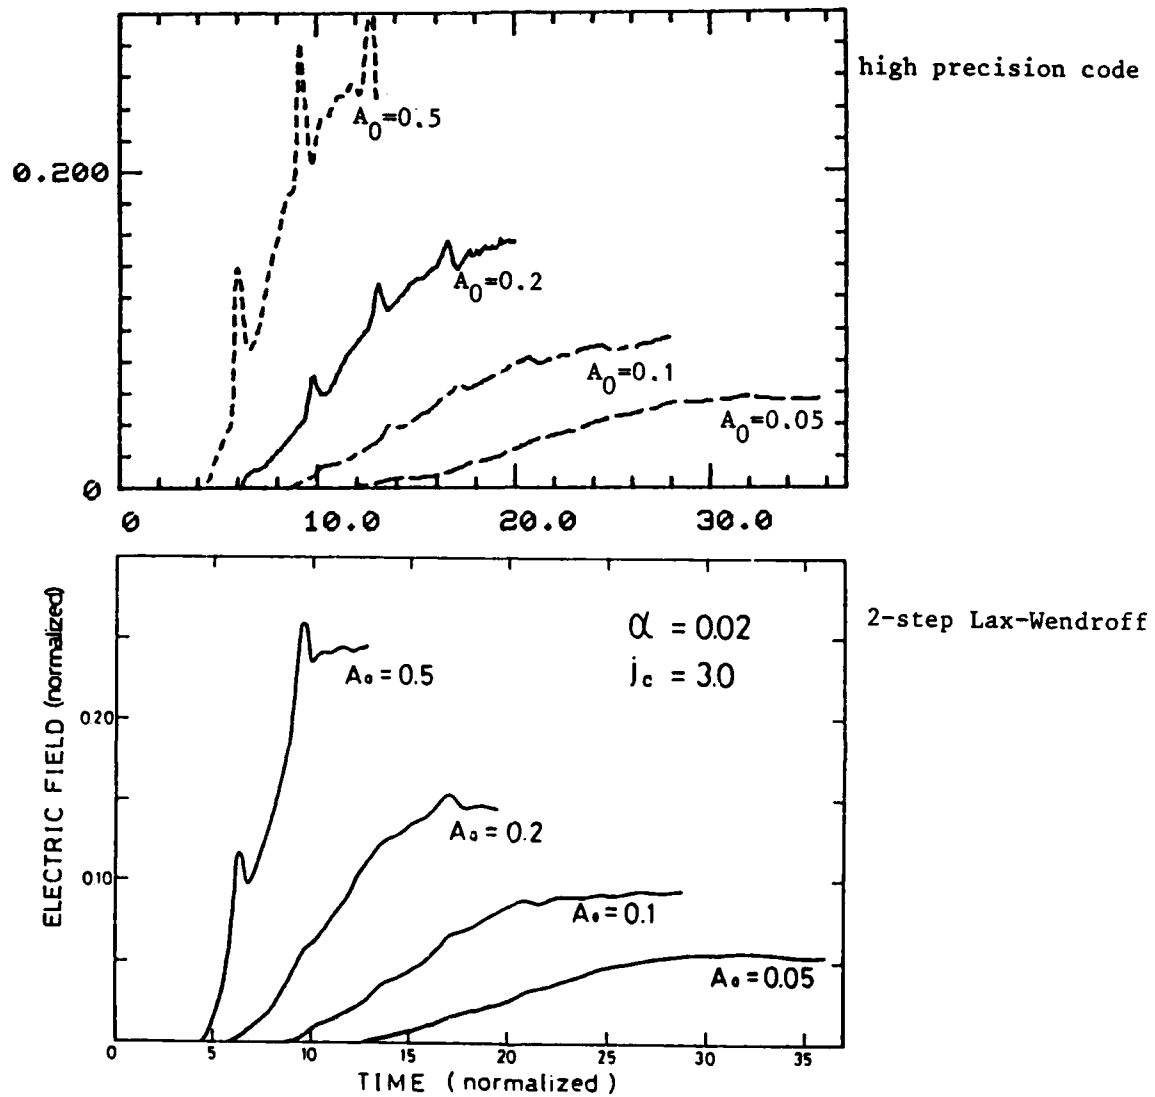 high precision code
A0=0.5
0.200
A0=0.2
A0=0.1
A0=0.05
0
0 10.0 20.0 30.0
2-step Lax-Wendroff
α = 0.02
jc = 3.0
A0 = 0.5
0.20
A0 = 0.2
0.10
A0 = 0.1
A0 = 0.05
ELECTRIC FIELD (normalized)
0 5 10 15 20 25 30 35
TIME (normalized)